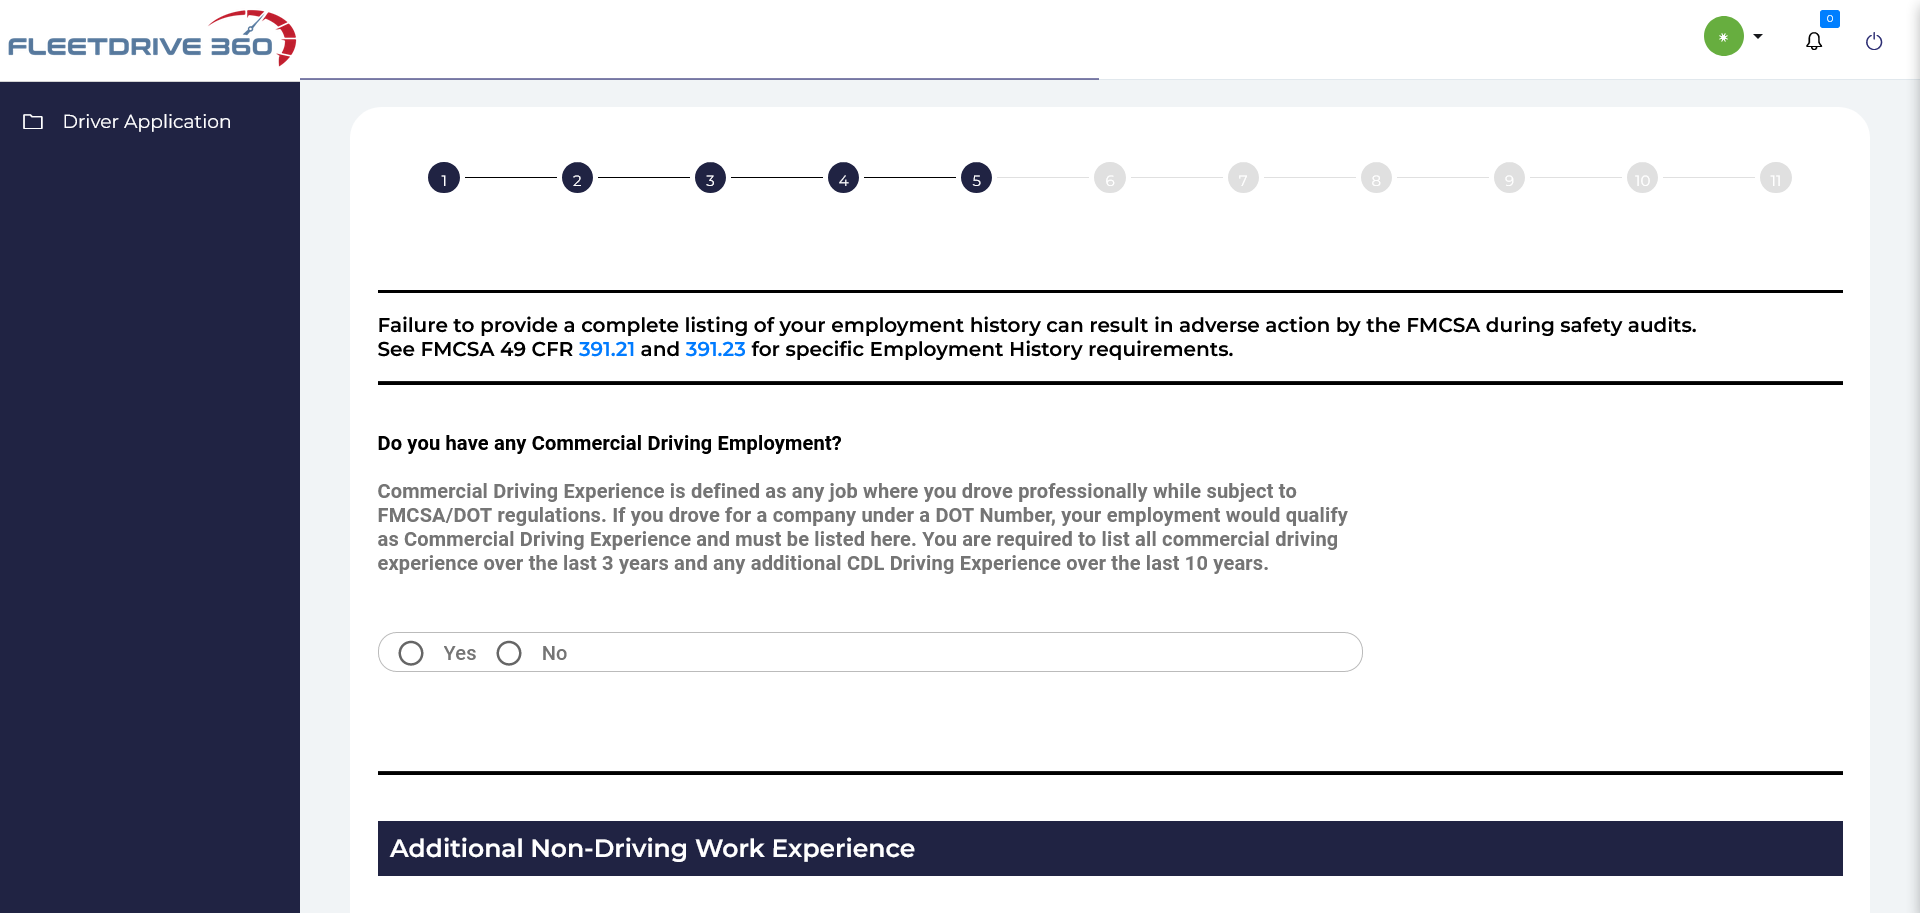 FLEETDRIVE 360
0
Driver Application
1 2 3 4 5 6 7 8 9 10 11
Failure to provide a complete listing of your employment history can result in adverse action by the FMCSA during safety audits.
See FMCSA 49 CFR 391.21 and 391.23 for specific Employment History requirements.
Do you have any Commercial Driving Employment?
Commercial Driving Experience is defined as any job where you drove professionally while subject to
FMCSA/DOT regulations. If you drove for a company under a DOT Number, your employment would qualify
as Commercial Driving Experience and must be listed here. You are required to list all commercial driving
experience over the last 3 years and any additional CDL Driving Experience over the last 10 years.
Yes No
Additional Non-Driving Work Experience